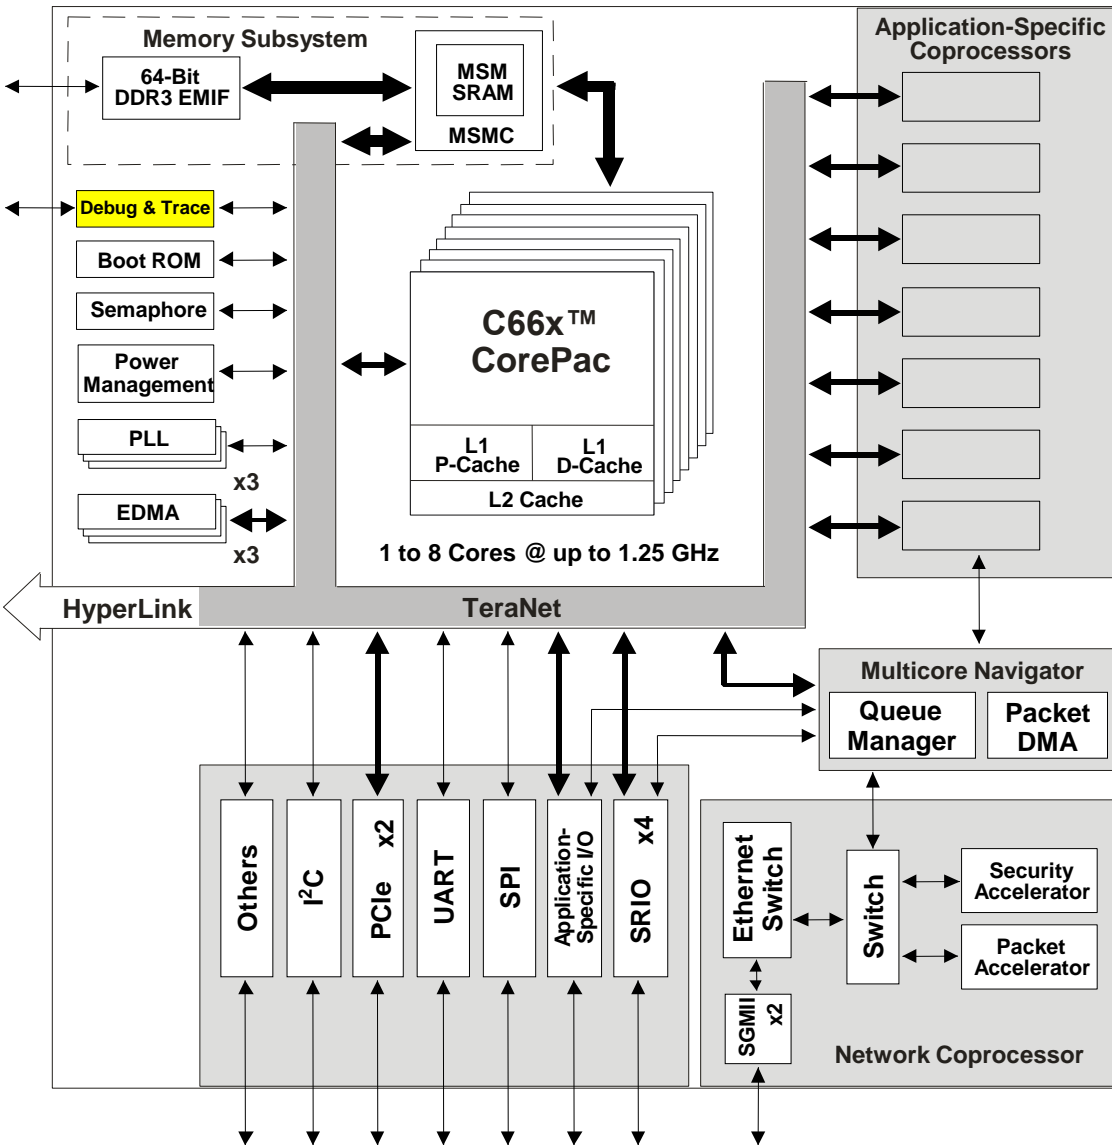 Memory Subsystem
64-Bit
DDR3 EMIF
MSM
SRAM
MSMC
Application-Specific
Coprocessors
Debug & Trace
Boot ROM
Semaphore
Power
Management
PLL
x3
EDMA
x3
C66x™
CorePac
L1
P-Cache
L1
D-Cache
L2 Cache
1 to 8 Cores @ up to 1.25 GHz
HyperLink
TeraNet
Multicore Navigator
Queue
Manager
Packet
DMA
Others
I²C
PCIe x2
UART
SPI
Application-
Specific I/O
SRIO x4
Ethernet
Switch
Switch
Security
Accelerator
Packet
Accelerator
SGMII
x2
Network Coprocessor